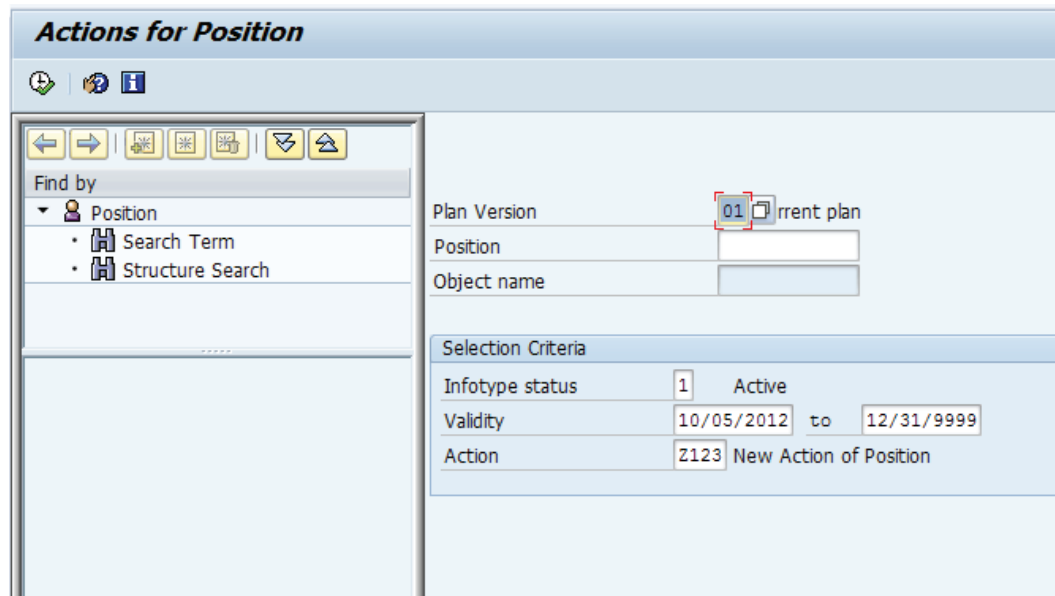 Actions for Position
Find by
Position
Search Term
Structure Search
Plan Version 01 rrent plan
Position
Object name
Selection Criteria
Infotype status 1 Active
Validity 10/05/2012 to 12/31/9999
Action Z123 New Action of Position